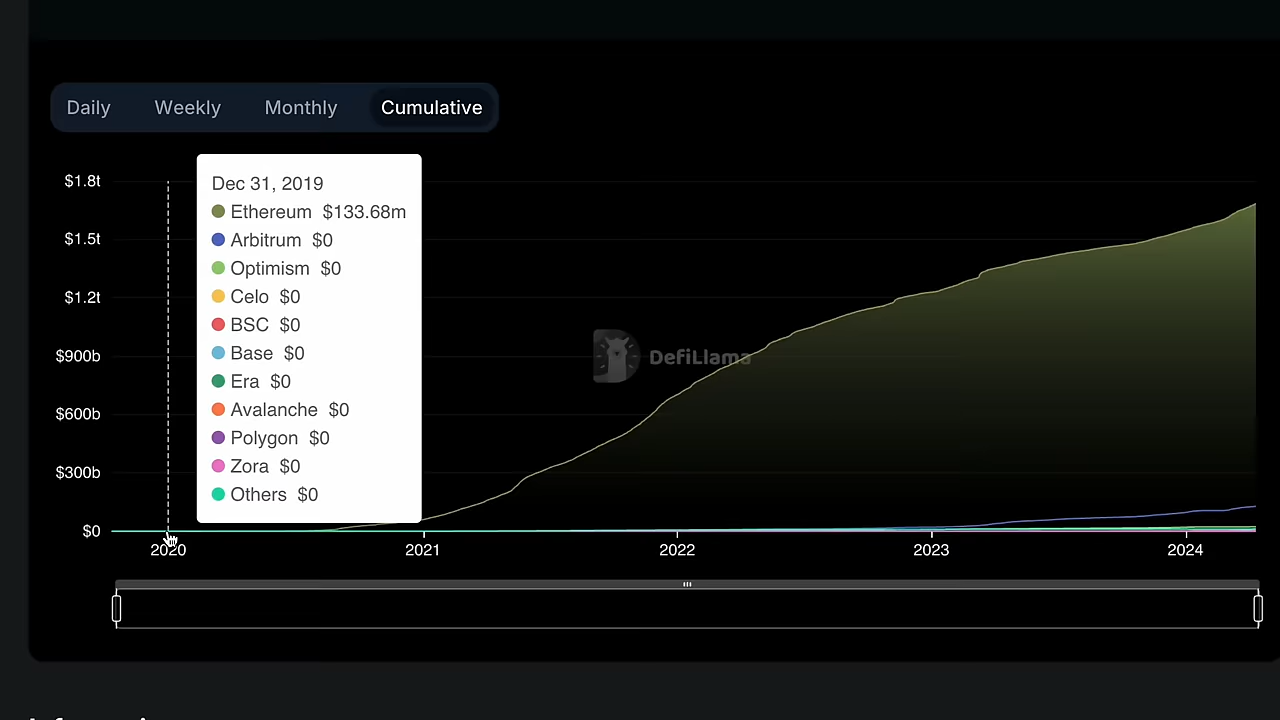 Daily Weekly Monthly Cumulative
Dec 31, 2019
Ethereum $133.68m
Arbitrum $0
Optimism $0
Celo $0
BSC $0
Base $0
Era $0
Avalanche $0
Polygon $0
Zora $0
Others $0
$1.8t
$1.5t
$1.2t
$900b
$600b
$300b
$0
DefiLlama
2020 2021 2022 2023 2024